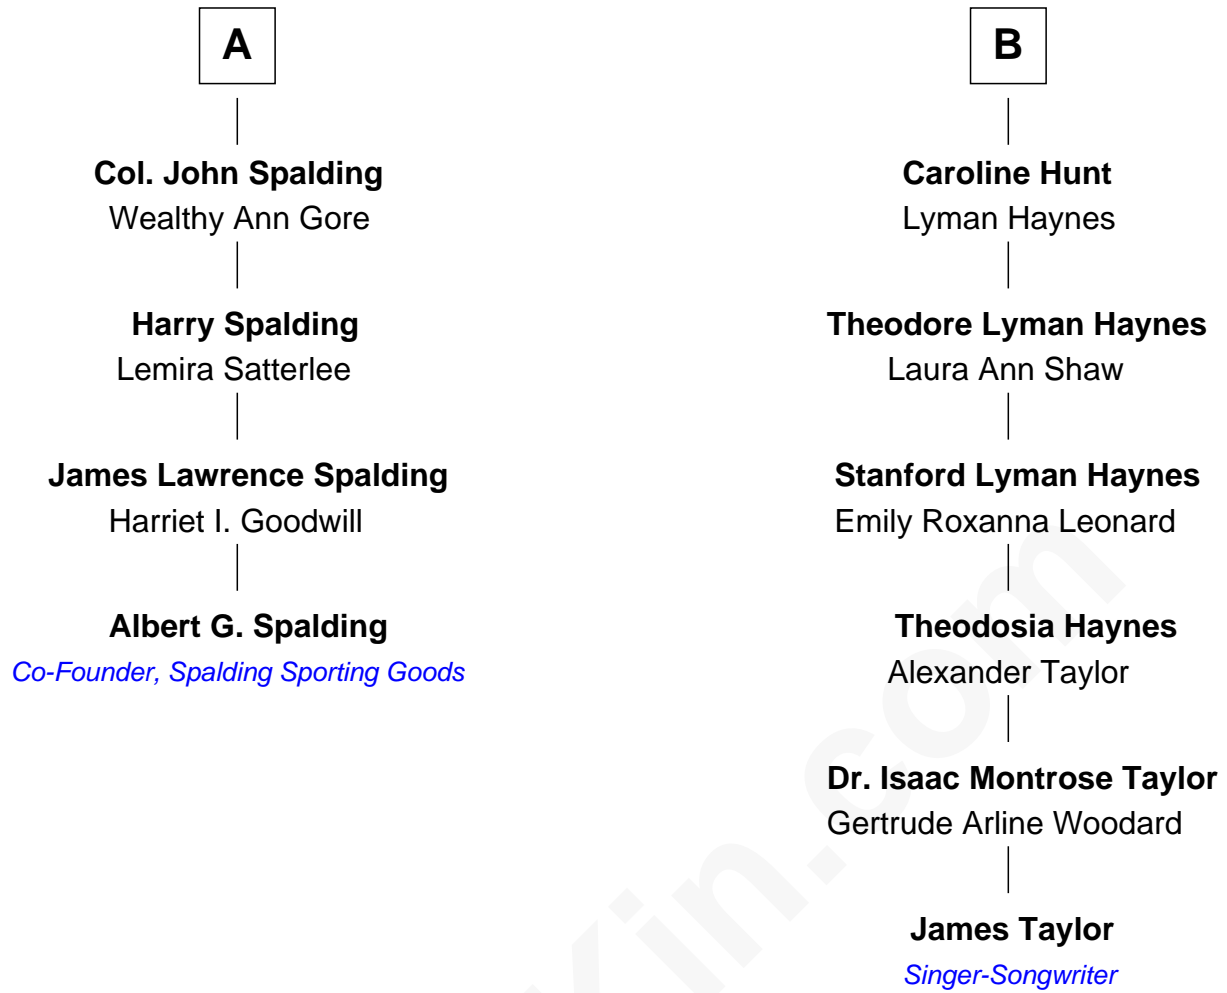 A
Col. John Spalding
Wealthy Ann Gore
Harry Spalding
Lemira Satterlee
James Lawrence Spalding
Harriet I. Goodwill
Albert G. Spalding
Co-Founder, Spalding Sporting Goods
B
Caroline Hunt
Lyman Haynes
Theodore Lyman Haynes
Laura Ann Shaw
Stanford Lyman Haynes
Emily Roxanna Leonard
Theodosia Haynes
Alexander Taylor
Dr. Isaac Montrose Taylor
Gertrude Arline Woodard
James Taylor
Singer-Songwriter
Kin.com